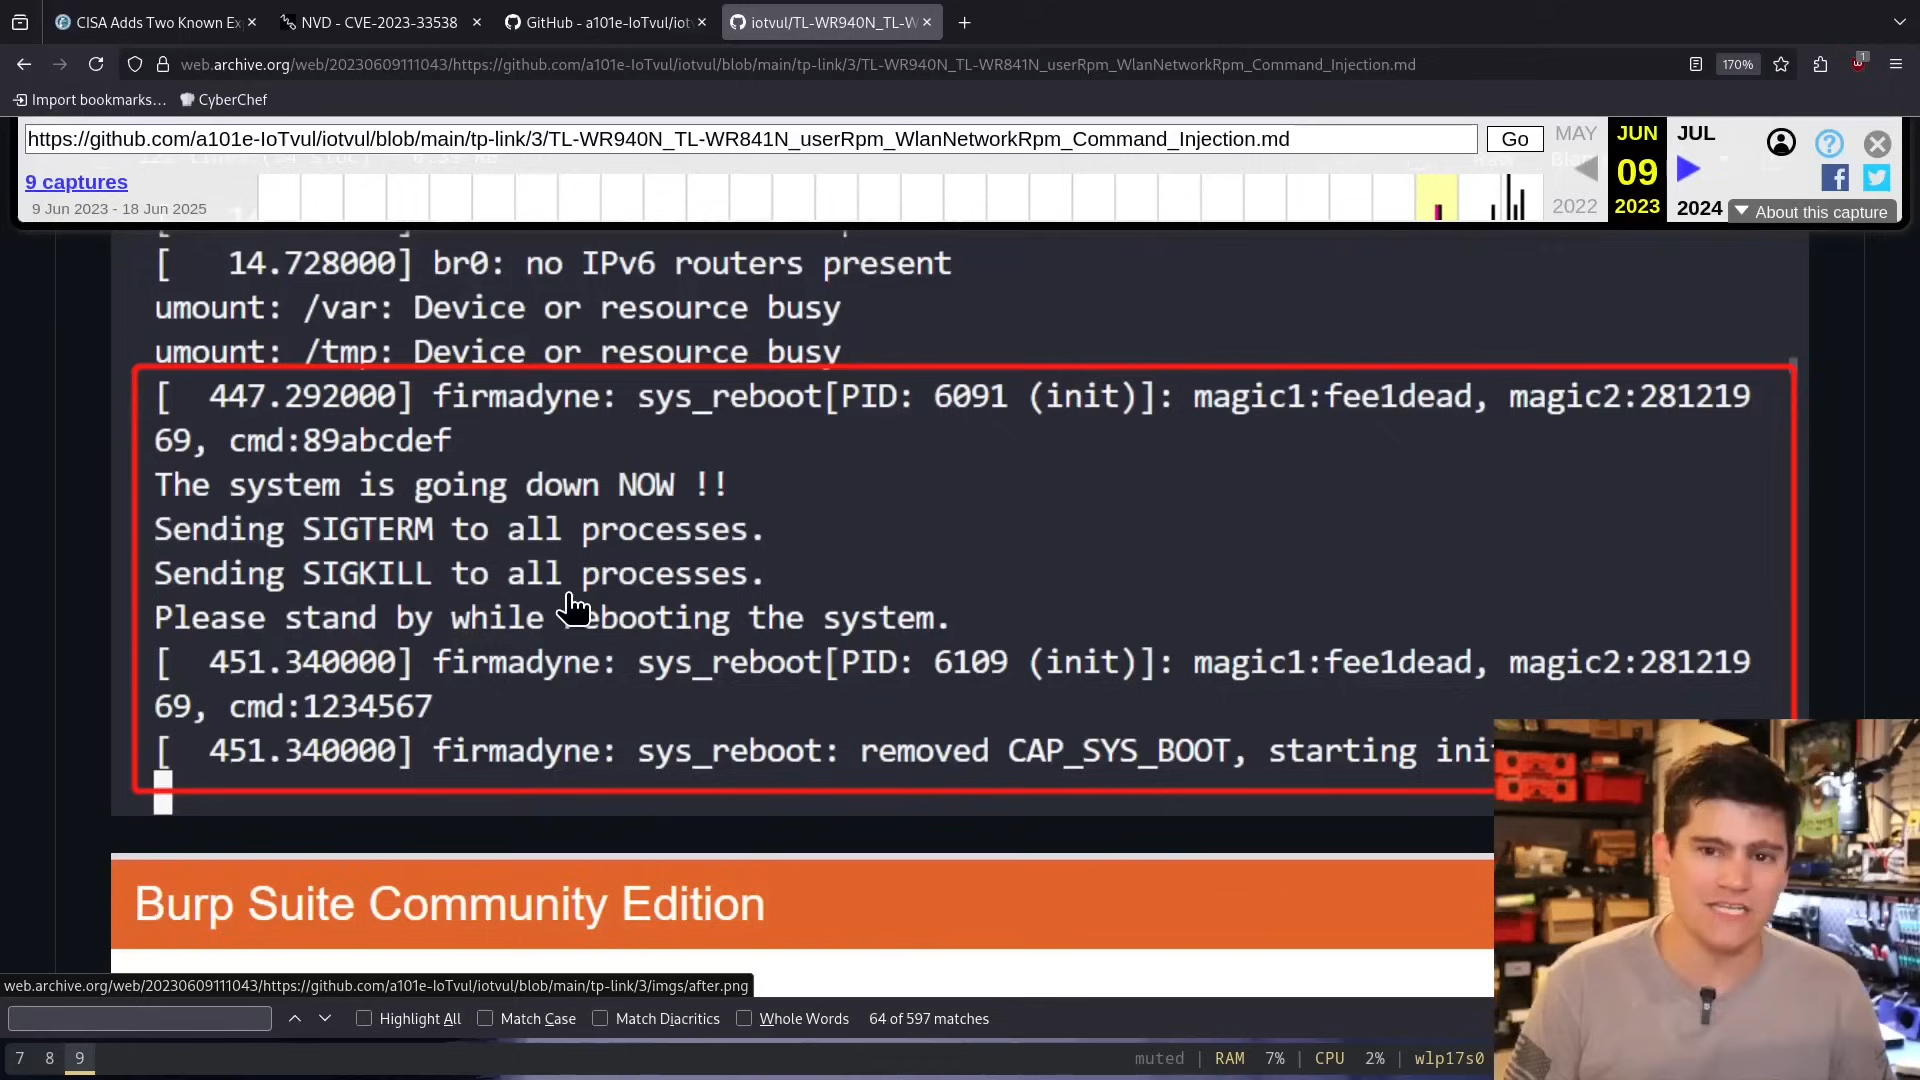 CISA Adds Two Known Ex
NVD - CVE-2023-33538
GitHub - a101e-IoTvul/iot
iotvul/TL-WR940N_TL-W
web.archive.org/web/20230609111043/https://github.com/a101e-IoTvul/iotvul/blob/main/tp-link/3/TL-WR940N_TL-WR841N_userRpm_WlanNetworkRpm_Command_Injection.md
170%
1
Import bookmarks...
CyberChef
https://github.com/a101e-IoTvul/iotvul/blob/main/tp-link/3/TL-WR940N_TL-WR841N_userRpm_WlanNetworkRpm_Command_Injection.md
Go
MAY
JUN
JUL
9 captures
09
9 Jun 2023 - 18 Jun 2025
2022
2023
2024
About this capture
[   14.728000] br0: no IPv6 routers present
umount: /var: Device or resource busy
umount: /tmp: Device or resource busy
[  447.292000] firmadyne: sys_reboot[PID: 6091 (init)]: magic1:fee1dead, magic2:281219
69, cmd:89abcdef
The system is going down NOW !!
Sending SIGTERM to all processes.
Sending SIGKILL to all processes.
Please stand by while rebooting the system.
[  451.340000] firmadyne: sys_reboot[PID: 6109 (init)]: magic1:fee1dead, magic2:281219
69, cmd:1234567
[  451.340000] firmadyne: sys_reboot: removed CAP_SYS_BOOT, starting ini
Burp Suite Community Edition
web.archive.org/web/20230609111043/https://github.com/a101e-IoTvul/iotvul/blob/main/tp-link/3/imgs/after.png
Highlight All
Match Case
Match Diacritics
Whole Words
64 of 597 matches
7 8 9
muted | RAM 7% | CPU 2% | wlp17s0